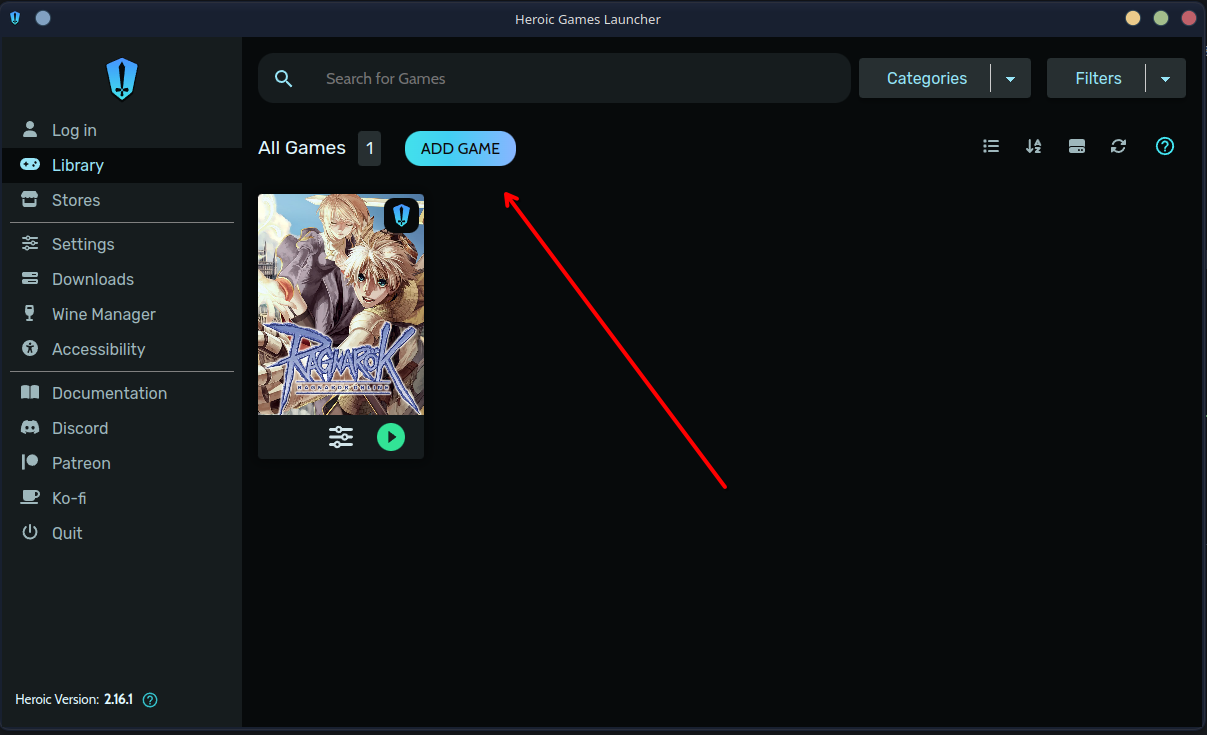 Heroic Games Launcher
Search for Games
Categories
Filters
Log in
Library
Stores
Settings
Downloads
Wine Manager
Accessibility
Documentation
Discord
Patreon
Ko-fi
Quit
Heroic Version: 2.16.1
All Games 1 ADD GAME
RAGNAROK
RAGNAROK ONLINE